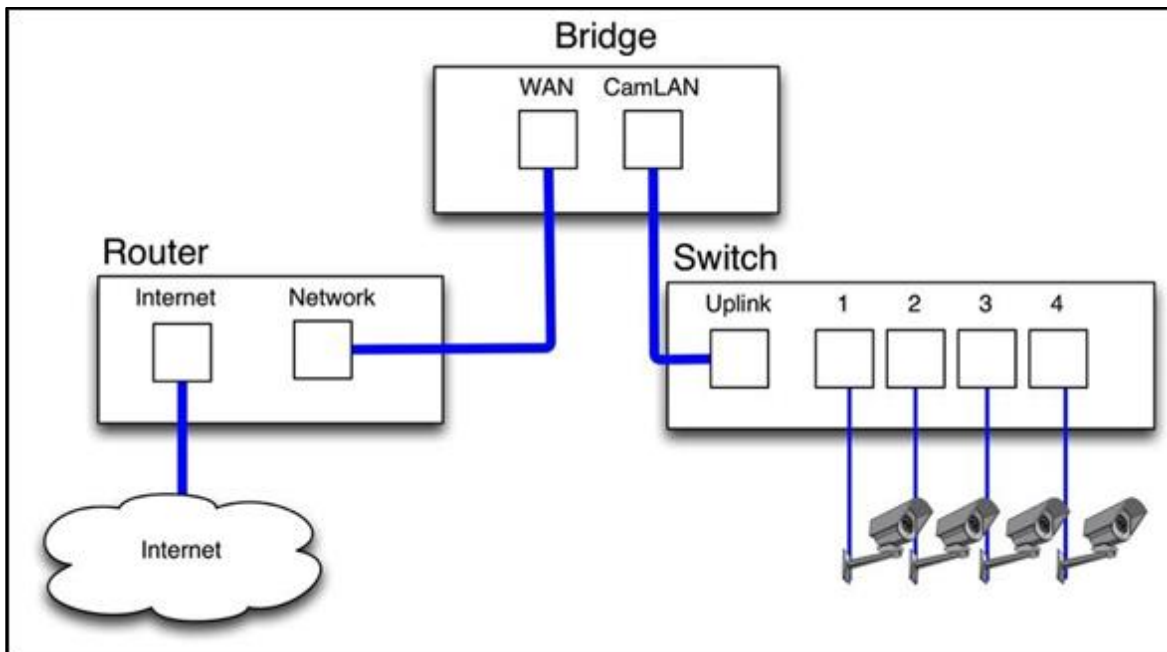 Bridge
WAN CamLAN
Router
Internet Network
Switch
Uplink 1 2 3 4
Internet